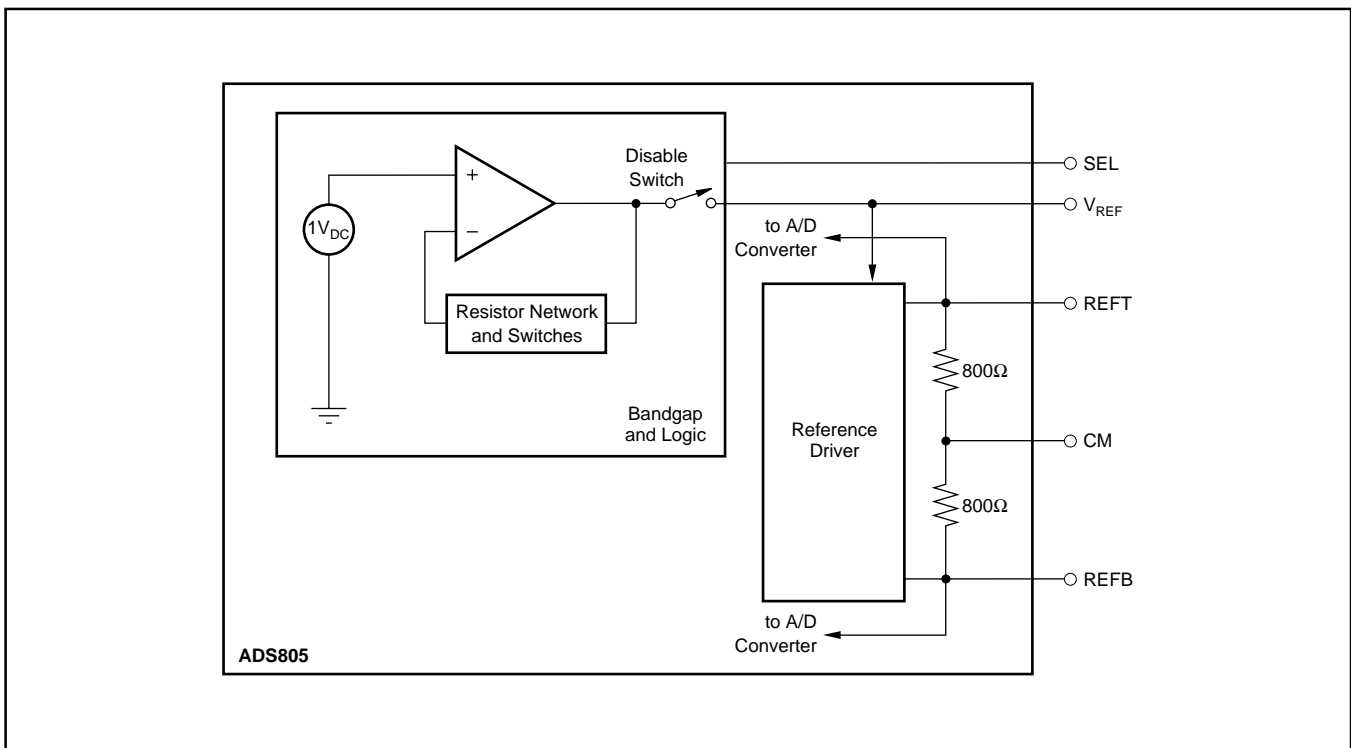 SEL
Disable
Switch
+
V_REF
1V_DC
–
to A/D
Converter
REFT
Resistor Network
and Switches
800Ω
Bandgap
and Logic
Reference
Driver
CM
800Ω
REFB
to A/D
Converter
ADS805